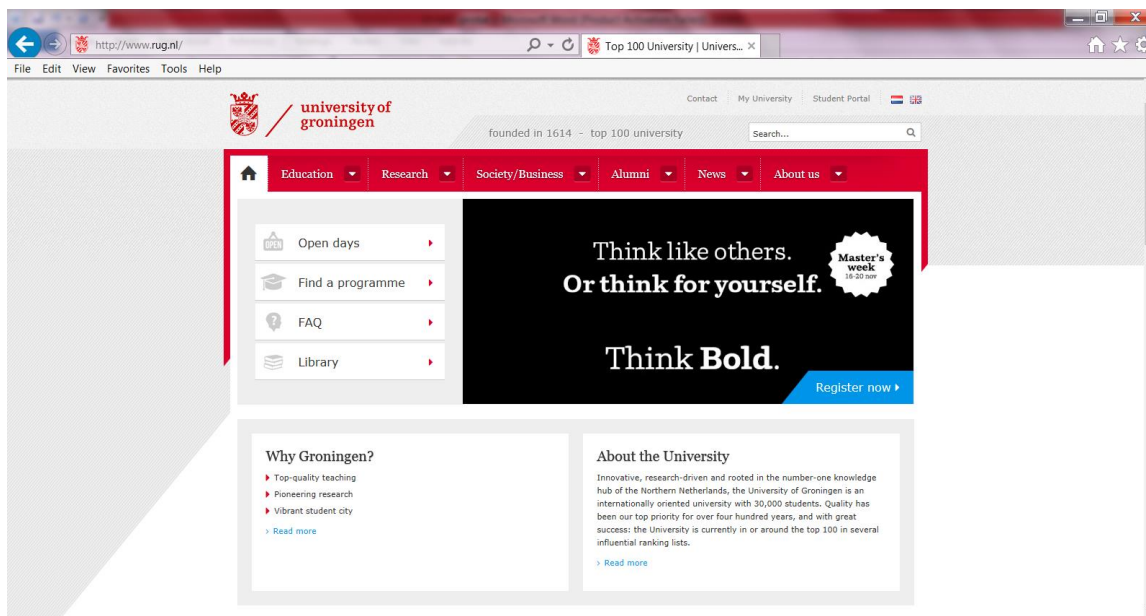 http://www.rug.nl/
Top 100 University | Univers...
File Edit View Favorites Tools Help
Contact
My University
Student Portal
university of
groningen
founded in 1614 - top 100 university
Search...
Education
Research
Society/Business
Alumni
News
About us
OPEN
Open days
Find a programme
FAQ
Library
Think like others.
Or think for yourself.
Master's
week
16-20 nov
Think Bold.
Register now
Why Groningen?
Top-quality teaching
Pioneering research
Vibrant student city
Read more
About the University
Innovative, research-driven and rooted in the number-one knowledge
hub of the Northern Netherlands, the University of Groningen is an
internationally oriented university with 30,000 students. Quality has
been our top priority for over four hundred years, and with great
success: the University is currently in or around the top 100 in several
influential ranking lists.
Read more